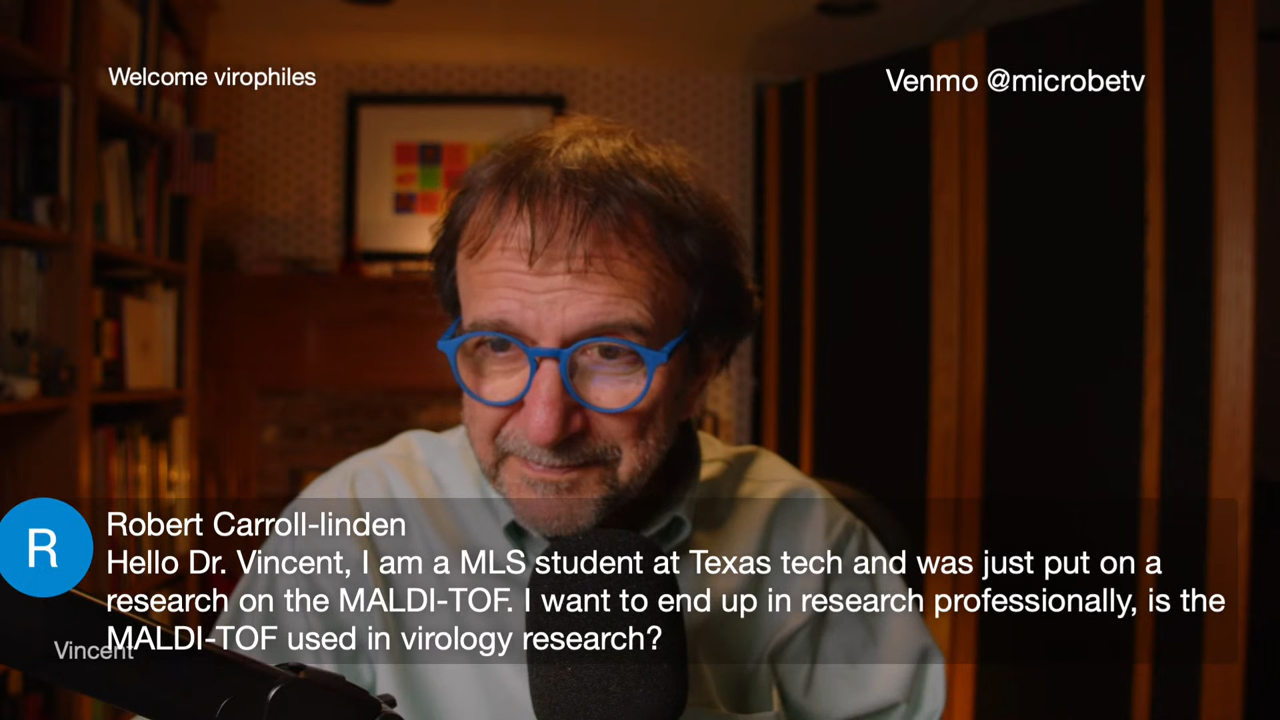 Welcome virophiles
Venmo @microbetv
R
Robert Carroll-linden
Hello Dr. Vincent, I am a MLS student at Texas tech and was just put on a
research on the MALDI-TOF. I want to end up in research professionally, is the
MALDI-TOF used in virology research?
Vincent